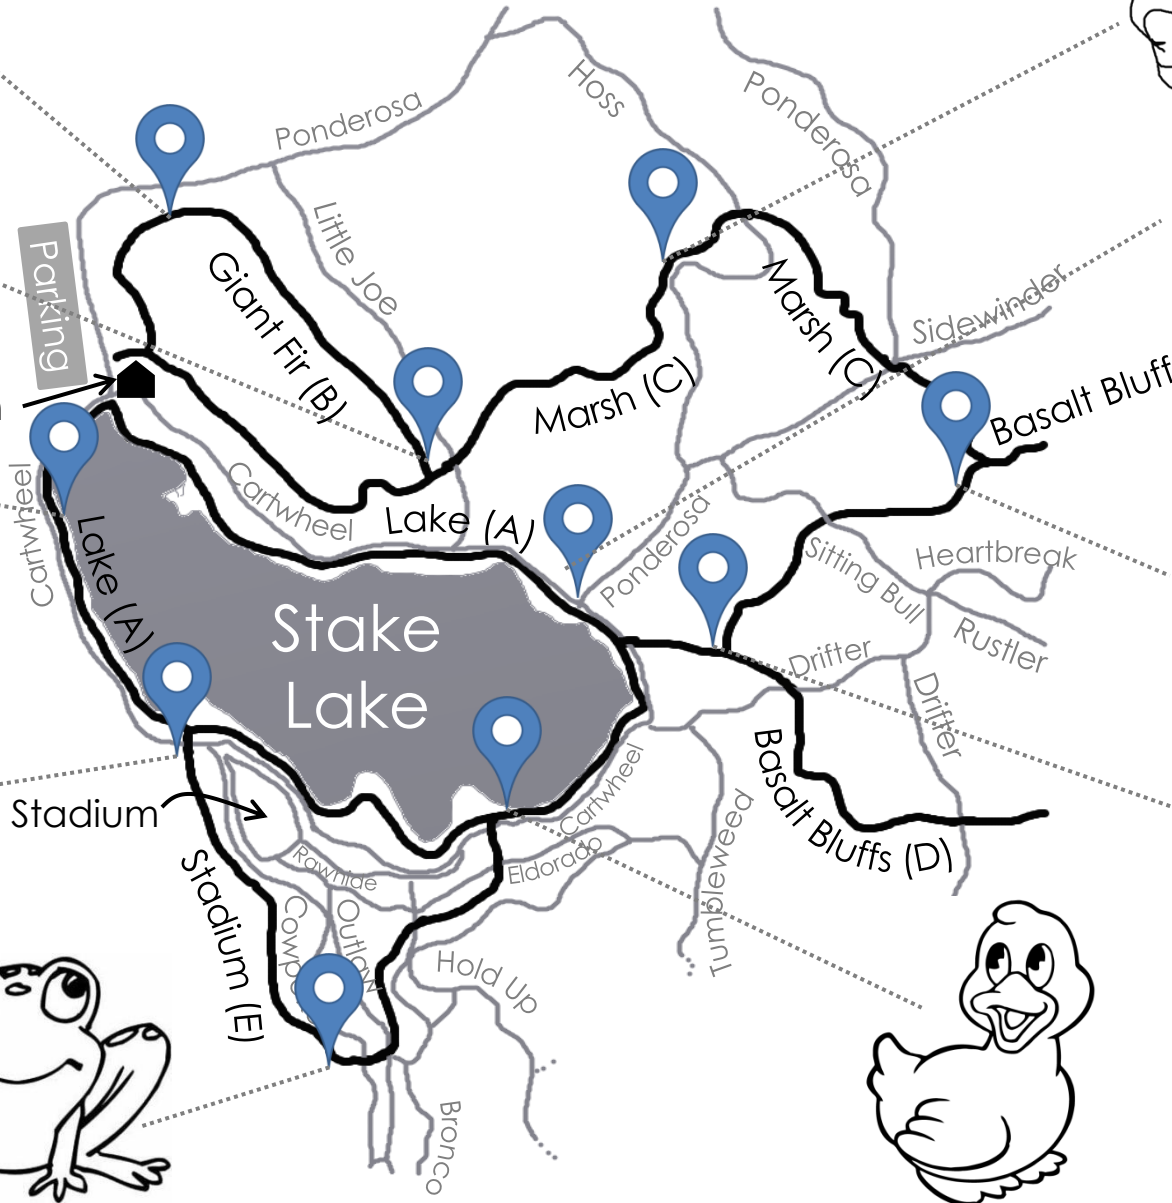 Hoss
Ponderosa
Ponderosa
Little Joe
Parking
Giant Fir (B)
Marsh (C)
Sidewinder
Marsh (C)
Basalt Bluff
Cartwheel
Cartwheel
Lake (A)
Ponderosa
Lake (A)
Sitting Bull
Heartbreak
Stake
Lake
Rustler
Drifter
Drifter
Basalt Bluffs (D)
Cartwheel
Stadium
Tumbleweed
Rawhide
Eldorado
Stadium (E)
Outlaw
Hold Up
Bronco